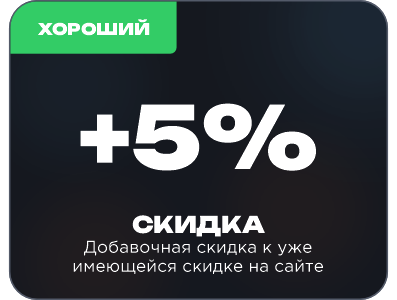 ХОРОШИЙ
+5%
СКИДКА
Добавочная скидка к уже
имеющейся скидке на сайте